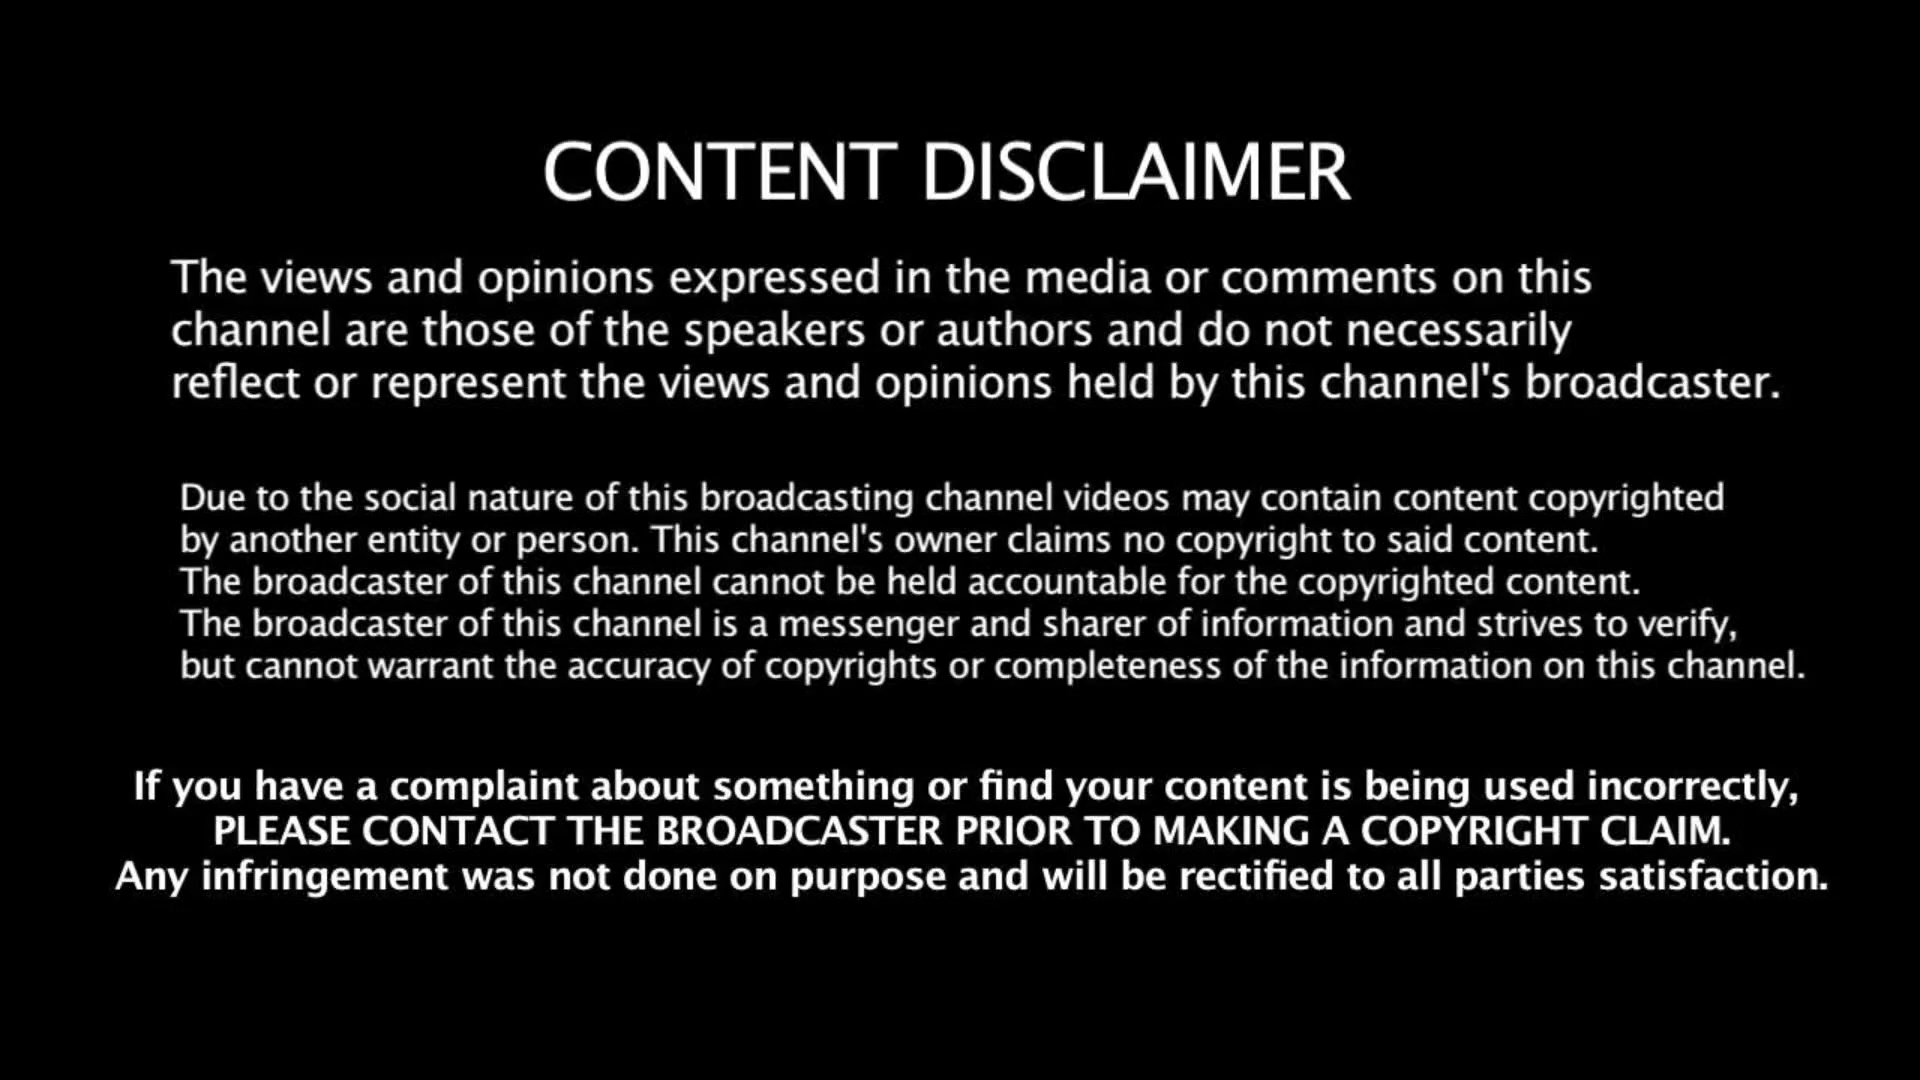 CONTENT DISCLAIMER
The views and opinions expressed in the media or comments on this
channel are those of the speakers or authors and do not necessarily
reflect or represent the views and opinions held by this channel's broadcaster.
Due to the social nature of this broadcasting channel videos may contain content copyrighted
by another entity or person. This channel's owner claims no copyright to said content.
The broadcaster of this channel cannot be held accountable for the copyrighted content.
The broadcaster of this channel is a messenger and sharer of information and strives to verify,
but cannot warrant the accuracy of copyrights or completeness of the information on this channel.
If you have a complaint about something or find your content is being used incorrectly,
PLEASE CONTACT THE BROADCASTER PRIOR TO MAKING A COPYRIGHT CLAIM.
Any infringement was not done on purpose and will be rectified to all parties satisfaction.